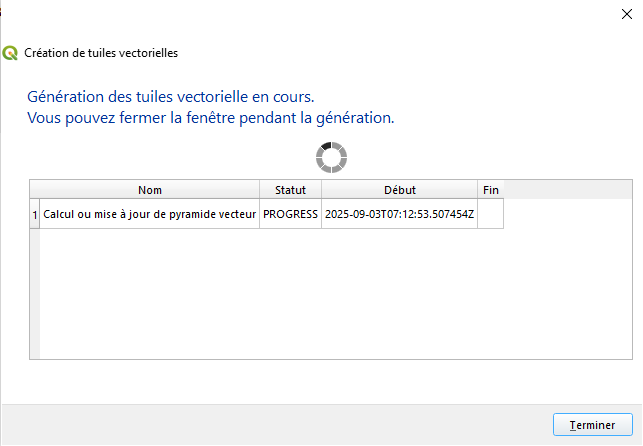 Création de tuiles vectorielles
Génération des tuiles vectorielle en cours.
Vous pouvez fermer la fenêtre pendant la génération.
Nom Statut Début Fin
1 Calcul ou mise à jour de pyramide vecteur PROGRESS 2025-09-03T07:12:53.507454Z
Terminer